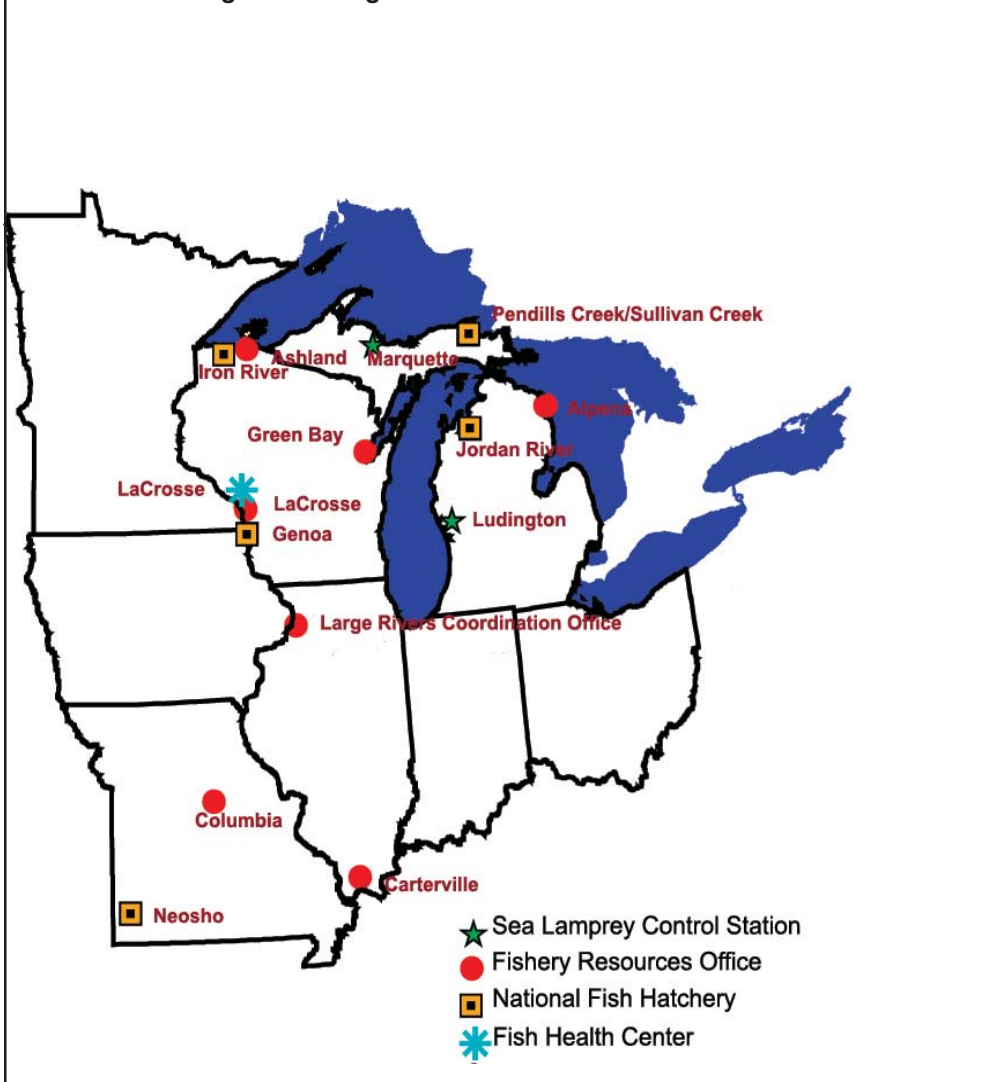 Pendills Creek/Sullivan Creek
Ashland
Marquette
Iron River
Alpena
Green Bay
Jordan River
LaCrosse
LaCrosse
Ludington
Genoa
Large Rivers Coordination Office
Columbia
Carterville
Neosho
Sea Lamprey Control Station
Fishery Resources Office
National Fish Hatchery
Fish Health Center